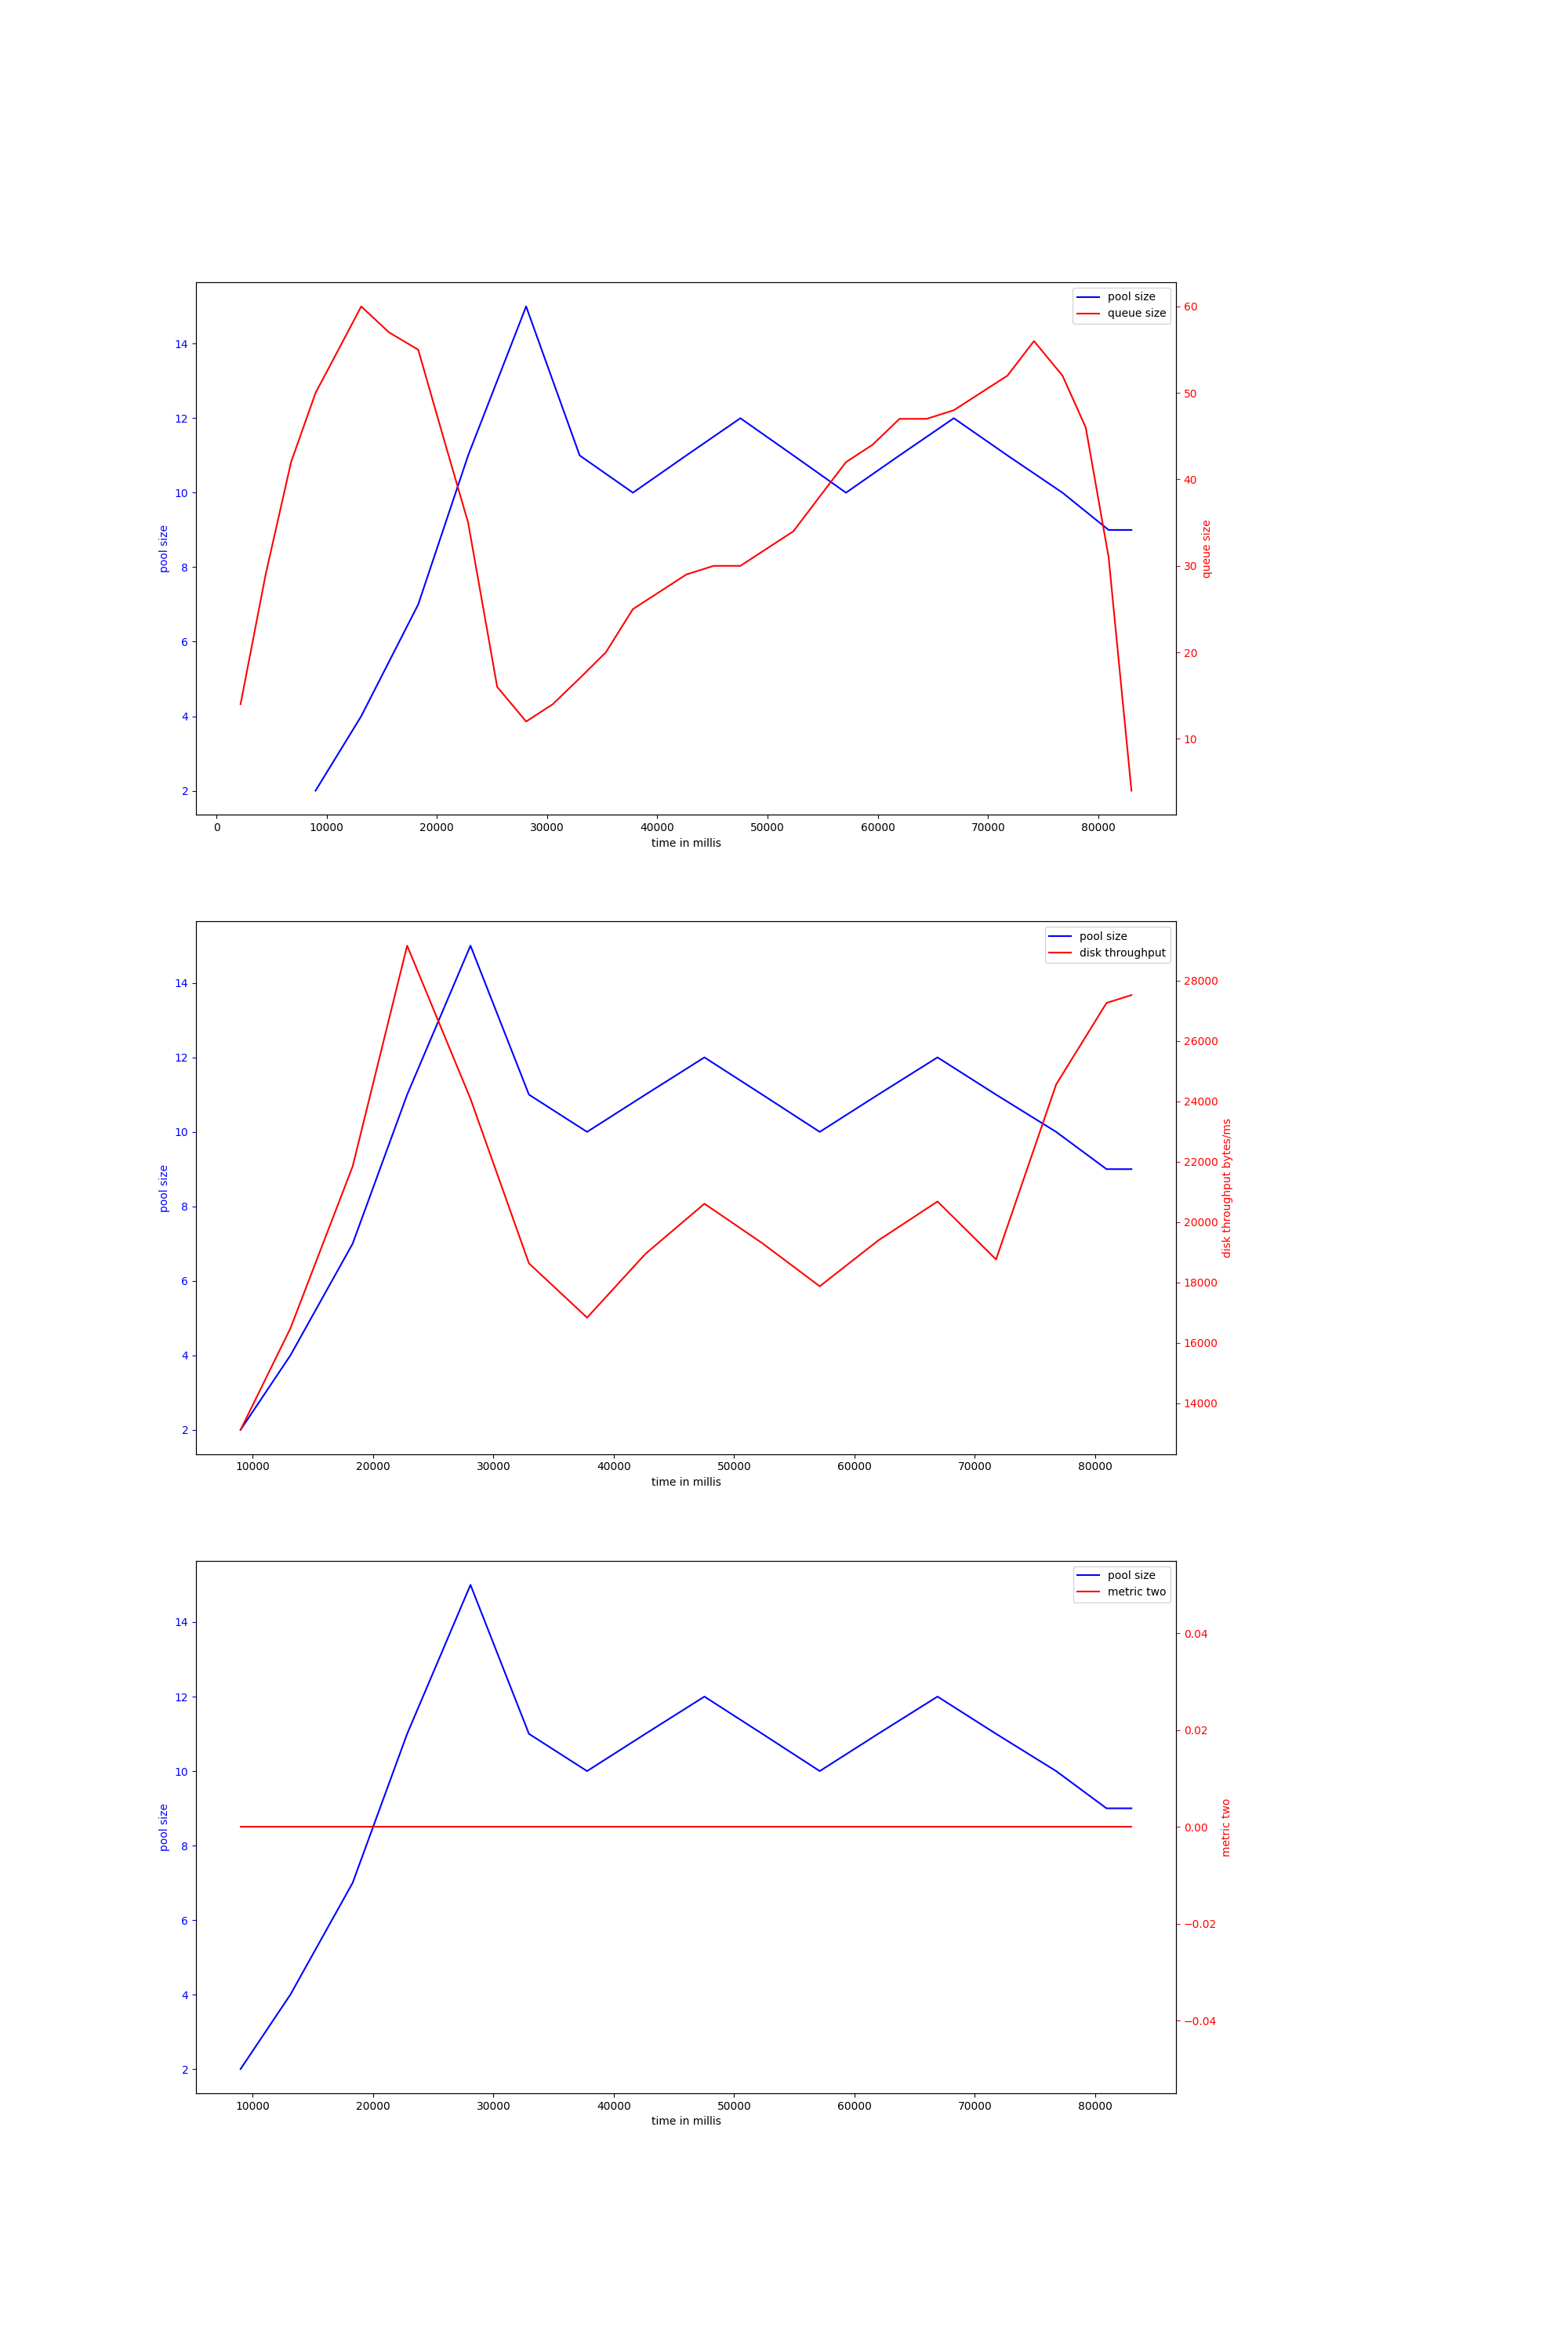 pool size
queue size
14
12
10
8
6
4
2
pool size
60
50
40
30
20
10
queue size
0 10000 20000 30000 40000 50000 60000 70000 80000
time in millis
pool size
disk throughput
14
12
10
8
6
4
2
pool size
28000
26000
24000
22000
20000
18000
16000
14000
disk throughput bytes/ms
10000 20000 30000 40000 50000 60000 70000 80000
time in millis
pool size
metric two
14
12
10
8
6
4
2
pool size
0.04
0.02
0.00
−0.02
−0.04
metric two
10000 20000 30000 40000 50000 60000 70000 80000
time in millis